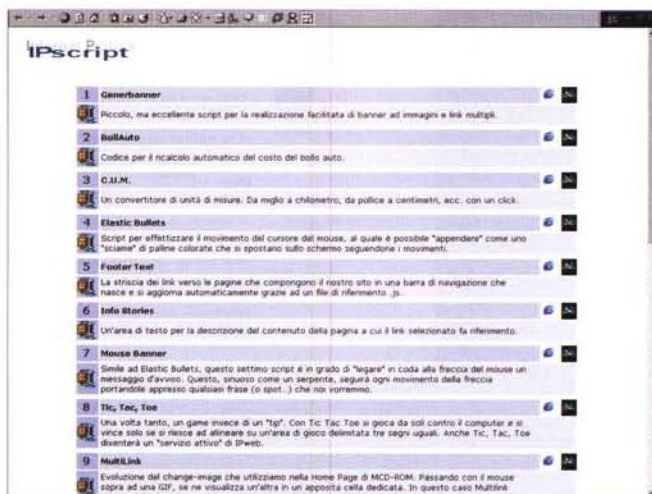 IPscript
1 Generbanner
Piccolo, ma eccellente script per la realizzazione facilitata di banner ad immagini e link multipli.
2 BollAuto
Codice per il ricalcolo automatico del costo del bollo auto.
3 C.U.M.
Un convertitore di unità di misure. Da miglio a chilometro, da pollice a centimetri, ecc. con un click.
4 Elastic Bullets
Script per effettizzare il movimento del cursore del mouse, al quale è possibile "appendere" come uno
"sciame" di palline colorate che si spostano sullo schermo seguendone i movimenti.
5 Footer Text
La striscia dei link verso le pagine che compongono il nostro sito in una barra di navigazione che
nasce e si aggiorna automaticamente grazie ad un file di riferimento .js.
6 Info Stories
Un'area di testo per la descrizione del contenuto della pagina a cui il link selezionato fa riferimento.
7 Mouse Banner
Simile ad Elastic Bullets, questo settimo script è in grado di "legare" in coda alla freccia del mouse un
messaggio d'avviso. Questo, sinuoso come un serpente, seguirà ogni movimento della freccia
portandole appresso qualsiasi frase (o spot..) che noi vorremmo.
8 Tic, Tac, Toe
Una volta tanto, un game invece di un "tip". Con Tic Tac Toe si gioca da soli contro il computer e si
vince solo se si riesce ad allineare su un'area di gioco delimitata tre segni uguali. Anche Tic, Tac, Toe
diventerà un "servizio attivo" di IPweb.
9 MultiLink
Evoluzione del change-image che utilizziamo nella Home Page di MCD-ROM. Passando con il mouse
sopra ad una GIF, se ne visualizza un'altra in un apposita cella dedicata. In questo caso Multilink